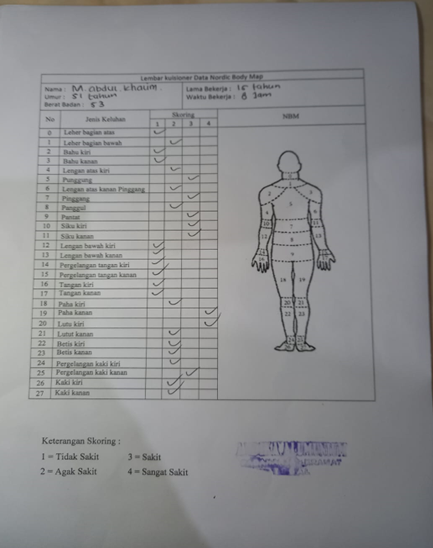 Lembar kuisioner Data Nordic Body Map
Nama : M. abdul khaum. Lama Bekerja : 15 tahun
Umur : 51 tahun Waktu Bekerja : 8 Jam
Berat Badan : 53
No Jenis Keluhan Skoring NBM
1 2 3 4
0 Leher bagian atas ✓
1 Leher bagian bawah ✓
2 Bahu kiri ✓
3 Bahu kanan ✓
4 Lengan atas kiri ✓
5 Punggung ✓
6 Lengan atas kanan Pinggang ✓
7 Pinggang ✓
8 Panggul ✓
9 Pantat ✓
10 Siku kiri ✓
11 Siku kanan ✓
12 Lengan bawah kiri ✓
13 Lengan bawah kanan ✓
14 Pergelangan tangan kiri ✓
15 Pergelangan tangan kanan ✓
16 Tangan kiri ✓
17 Tangan kanan ✓
18 Paha kiri ✓
19 Paha kanan ✓
20 Lutu kiri ✓
21 Lutut kanan ✓
22 Betis kiri ✓
23 Betis kanan ✓
24 Pergelangan kaki kiri ✓
25 Pergelangan kaki kanan ✓
26 Kaki kiri ✓
27 Kaki kanan ✓
Keterangan Skoring :
1 = Tidak Sakit 3 = Sakit
2 = Agak Sakit 4 = Sangat Sakit